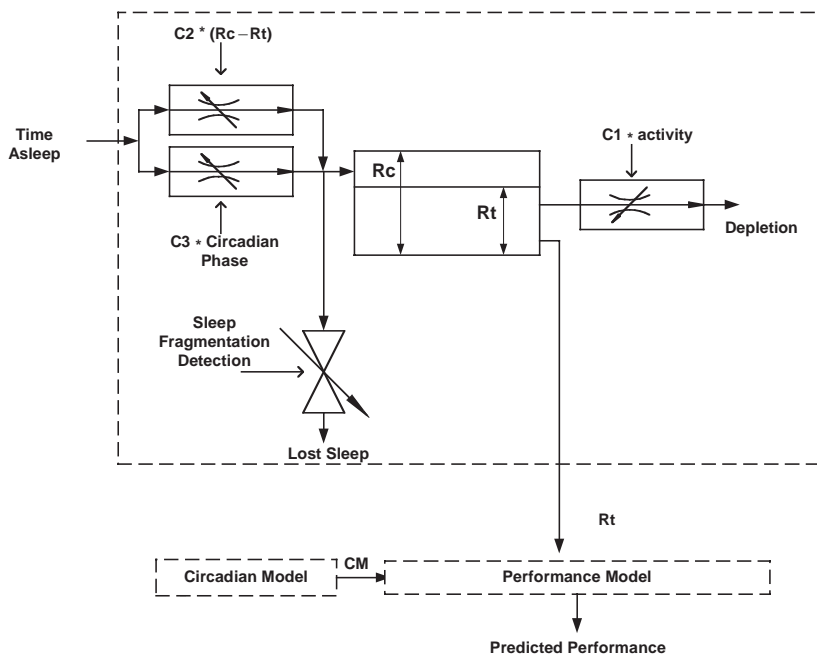 C2 * (Rc – Rt)
Time
Asleep
C1 * activity
Rc
Rt
Depletion
C3 * Circadian
Phase
Sleep
Fragmentation
Detection
Lost Sleep
Rt
Circadian Model
CM
Performance Model
Predicted Performance